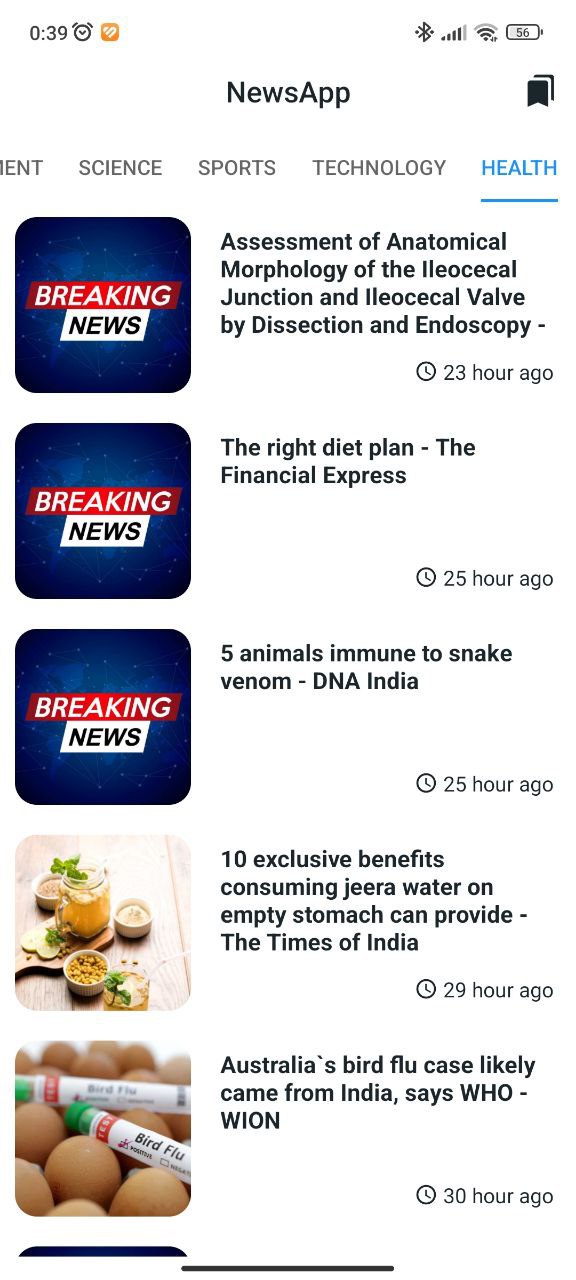 0:39
56
NewsApp
MENT SCIENCE SPORTS TECHNOLOGY HEALTH
BREAKING
NEWS
Assessment of Anatomical
Morphology of the Ileocecal
Junction and Ileocecal Valve
by Dissection and Endoscopy -
23 hour ago
BREAKING
NEWS
The right diet plan - The
Financial Express
25 hour ago
BREAKING
NEWS
5 animals immune to snake
venom - DNA India
25 hour ago
10 exclusive benefits
consuming jeera water on
empty stomach can provide -
The Times of India
29 hour ago
Bird Flu
TEST
Bird Flu
POSITIVE
Australia`s bird flu case likely
came from India, says WHO -
WION
30 hour ago